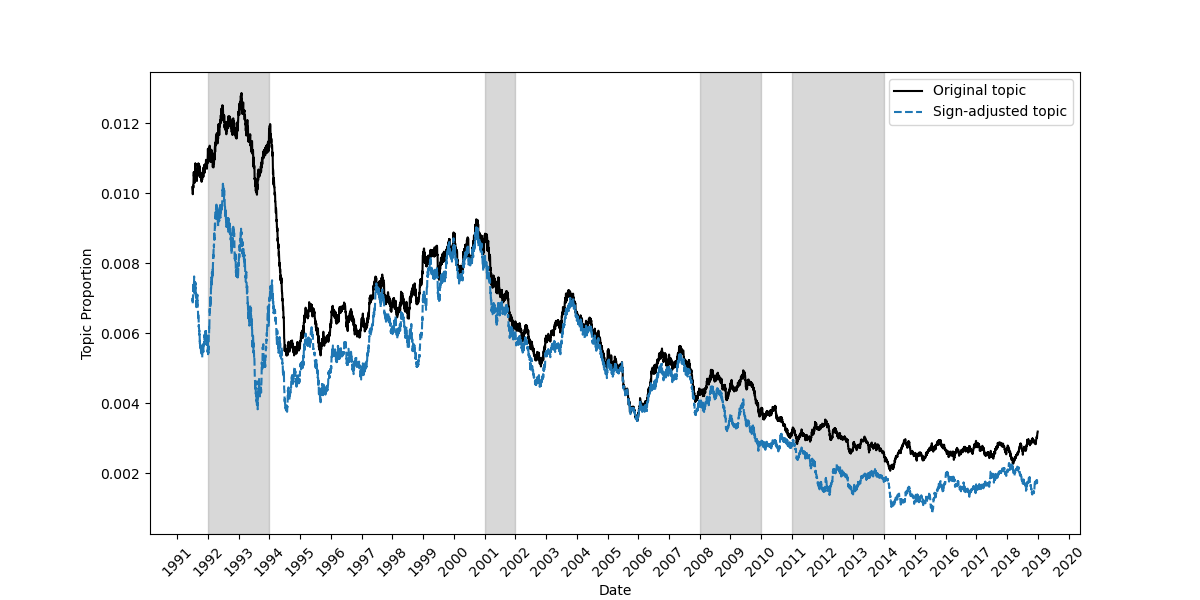 Original topic
Sign-adjusted topic
0.012
0.010
0.008
0.006
0.004
0.002
Topic Proportion
1991 1992 1993 1994 1995 1996 1997 1998 1999 2000 2001 2002 2003 2004 2005 2006 2007 2008 2009 2010 2011 2012 2013 2014 2015 2016 2017 2018 2019 2020
Date